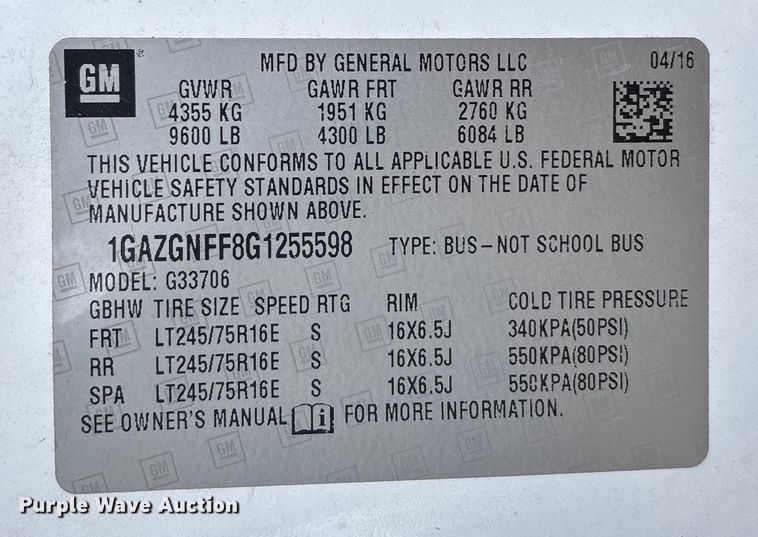 GM ® MFD BY GENERAL MOTORS LLC 04/16
GVWR GAWR FRT GAWR RR
4355 KG 1951 KG 2760 KG
9600 LB 4300 LB 6084 LB
THIS VEHICLE CONFORMS TO ALL APPLICABLE U.S. FEDERAL MOTOR
VEHICLE SAFETY STANDARDS IN EFFECT ON THE DATE OF
MANUFACTURE SHOWN ABOVE.
1GAZGNFF8G1255598 TYPE: BUS-NOT SCHOOL BUS
MODEL: G33706
GBHW TIRE SIZE SPEED RTG RIM COLD TIRE PRESSURE
FRT LT245/75R16E S 16X6.5J 340KPA(50PSI)
RR LT245/75R16E S 16X6.5J 550KPA(80PSI)
SPA LT245/75R16E S 16X6.5J 550KPA(80PSI)
SEE OWNER'S MANUAL i FOR MORE INFORMATION.
Purple Wave Auction